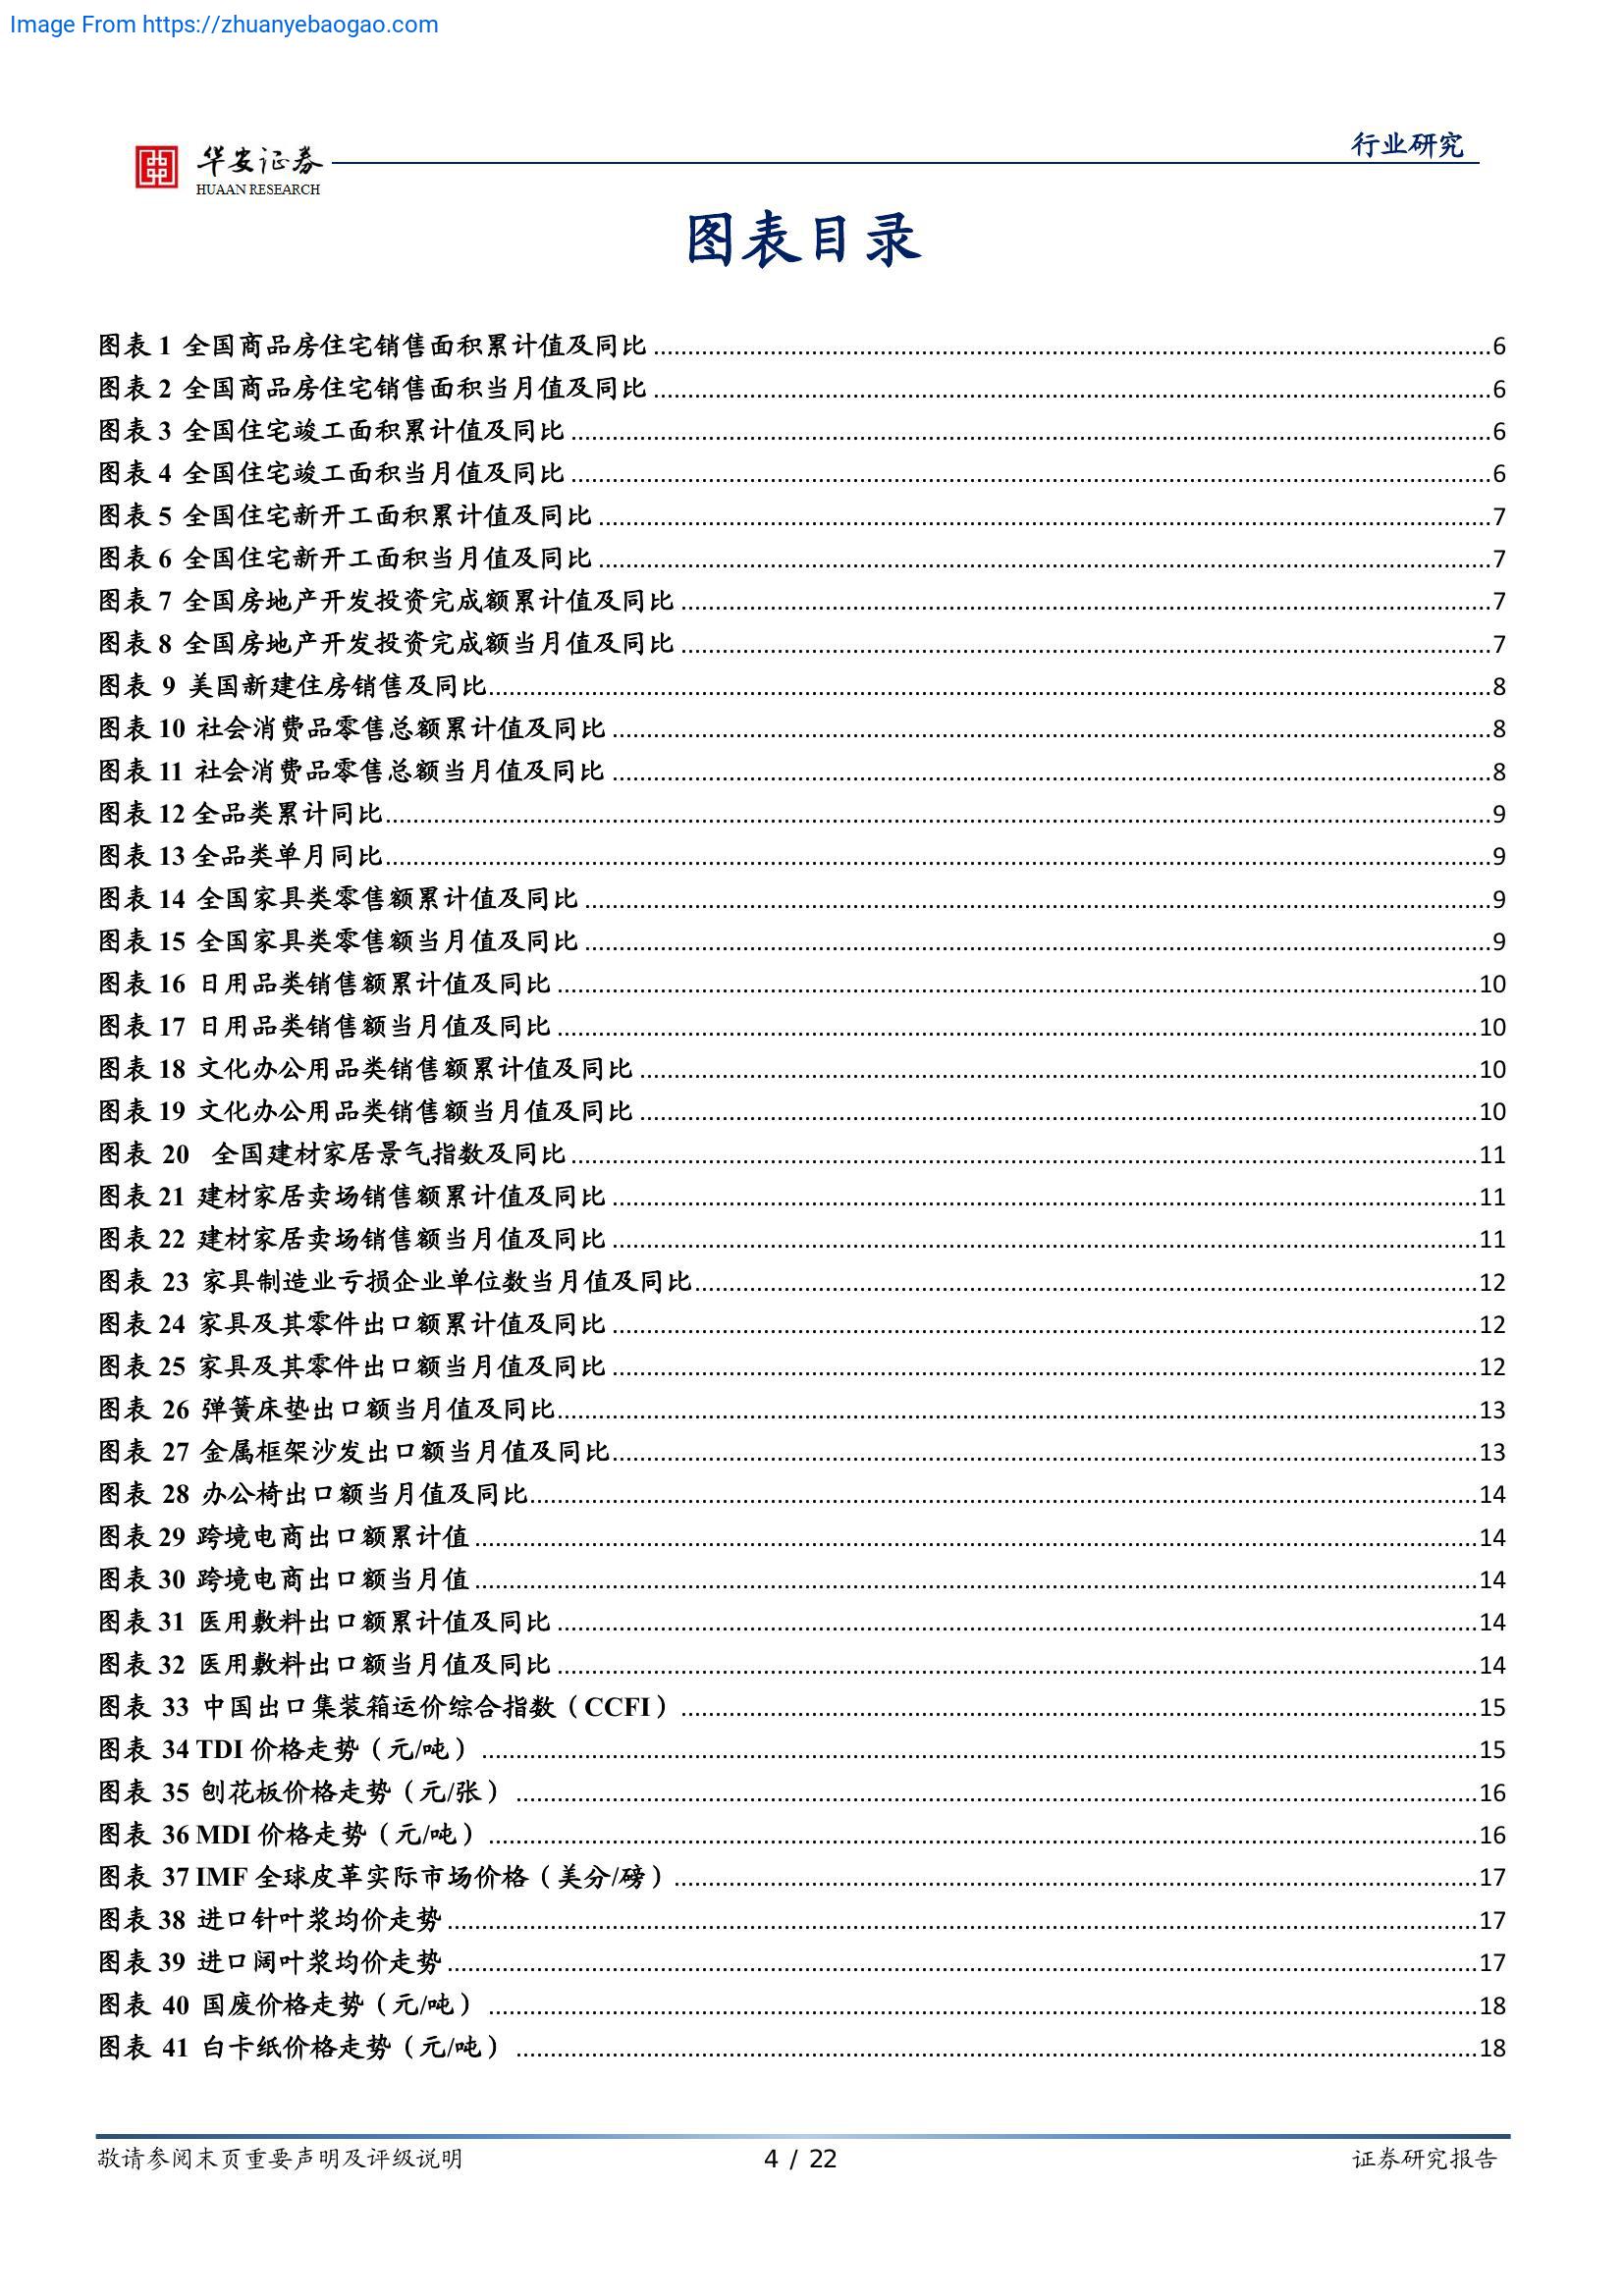 Image From https://zhuanyebaogao.com
华安证券
HUAAN RESEARCH
行业研究
图表目录
图表 1 全国商品房住宅销售面积累计值及同比 ........ 6
图表 2 全国商品房住宅销售面积当月值及同比 ........ 6
图表 3 全国住宅竣工面积累计值及同比 ........ 6
图表 4 全国住宅竣工面积当月值及同比 ........ 6
图表 5 全国住宅新开工面积累计值及同比 ........ 7
图表 6 全国住宅新开工面积当月值及同比 ........ 7
图表 7 全国房地产开发投资完成额累计值及同比 ........ 7
图表 8 全国房地产开发投资完成额当月值及同比 ........ 7
图表 9 美国新建住房销售及同比 ........ 8
图表 10 社会消费品零售总额累计值及同比 ........ 8
图表 11 社会消费品零售总额当月值及同比 ........ 8
图表 12 全品类累计同比 ........ 9
图表 13 全品类单月同比 ........ 9
图表 14 全国家具类零售额累计值及同比 ........ 9
图表 15 全国家具类零售额当月值及同比 ........ 9
图表 16 日用品类销售额累计值及同比 ........ 10
图表 17 日用品类销售额当月值及同比 ........ 10
图表 18 文化办公用品类销售额累计值及同比 ........ 10
图表 19 文化办公用品类销售额当月值及同比 ........ 10
图表 20 全国建材家居景气指数及同比 ........ 11
图表 21 建材家居卖场销售额累计值及同比 ........ 11
图表 22 建材家居卖场销售额当月值及同比 ........ 11
图表 23 家具制造业亏损企业单位数当月值及同比 ........ 12
图表 24 家具及其零件出口额累计值及同比 ........ 12
图表 25 家具及其零件出口额当月值及同比 ........ 12
图表 26 弹簧床垫出口额当月值及同比 ........ 13
图表 27 金属框架沙发出口额当月值及同比 ........ 13
图表 28 办公椅出口额当月值及同比 ........ 14
图表 29 跨境电商出口额累计值 ........ 14
图表 30 跨境电商出口额当月值 ........ 14
图表 31 医用敷料出口额累计值及同比 ........ 14
图表 32 医用敷料出口额当月值及同比 ........ 14
图表 33 中国出口集装箱运价综合指数（CCFI） ........ 15
图表 34 TDI 价格走势（元/吨） ........ 15
图表 35 刨花板价格走势（元/张） ........ 16
图表 36 MDI 价格走势（元/吨） ........ 16
图表 37 IMF 全球皮革实际市场价格（美分/磅） ........ 17
图表 38 进口针叶浆均价走势 ........ 17
图表 39 进口阔叶浆均价走势 ........ 17
图表 40 国废价格走势（元/吨） ........ 18
图表 41 白卡纸价格走势（元/吨） ........ 18
敬请参阅末页重要声明及评级说明
4 / 22
证券研究报告